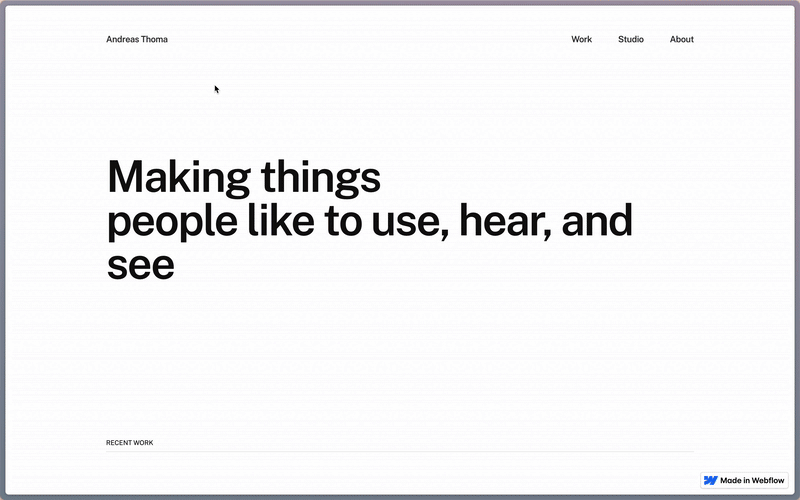 Andreas Thoma
Work Studio About
Making things
people like to use, hear, and
see
RECENT WORK
Made in Webflow